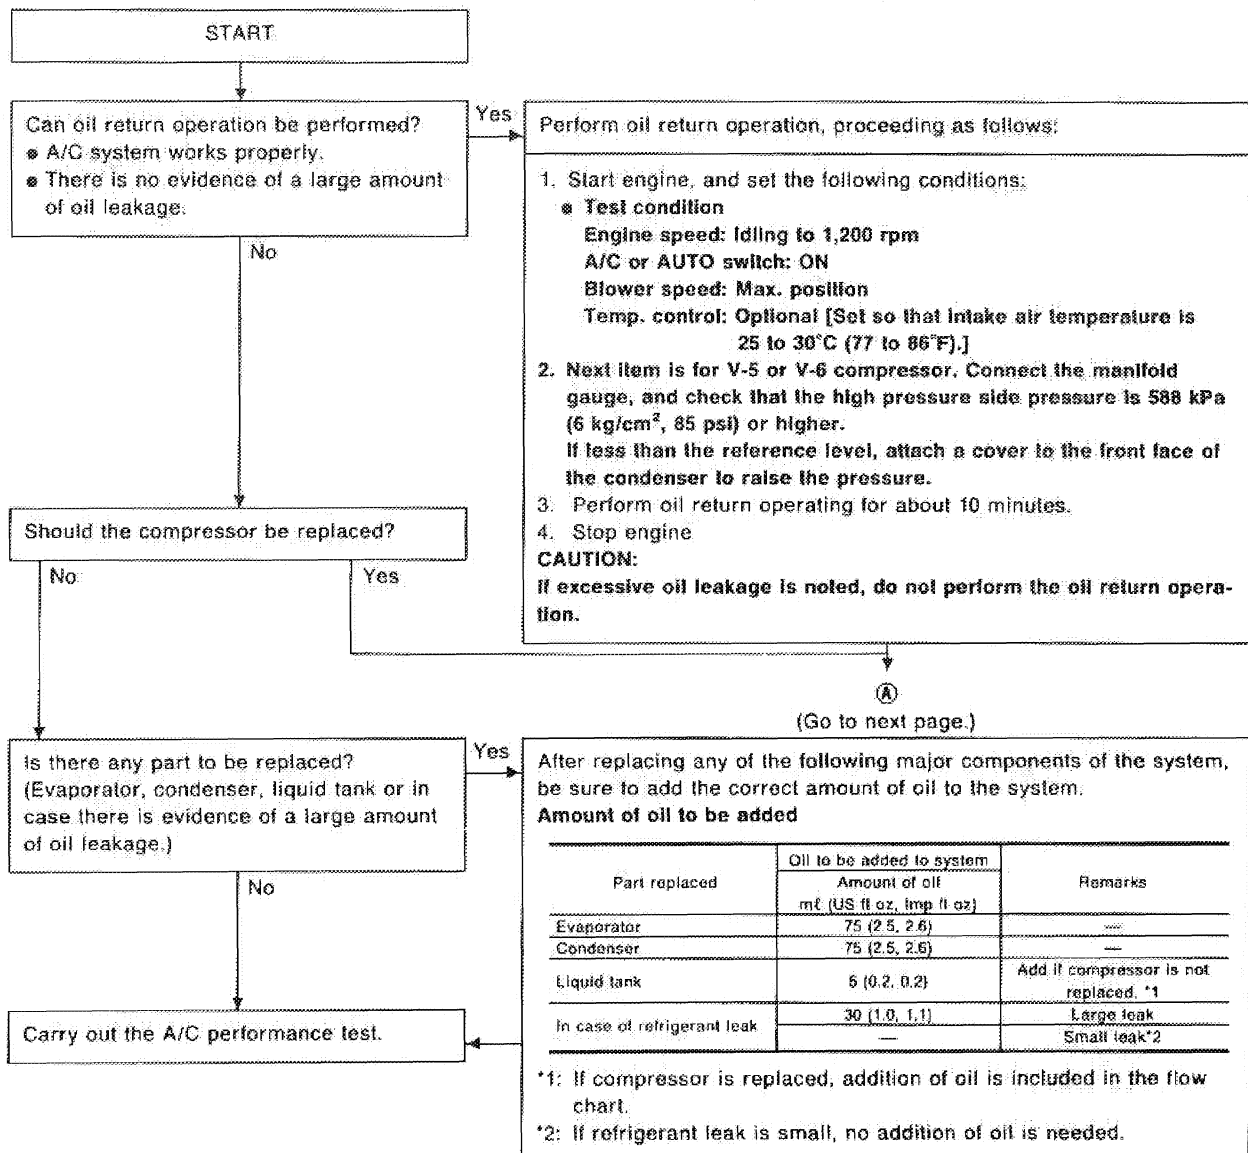 START
Can oil return operation be performed?
● A/C system works properly.
● There is no evidence of a large amount
of oil leakage.
Yes
No
Perform oil return operation, proceeding as follows:
1. Start engine, and set the following conditions:
● Test condition
Engine speed: Idling to 1,200 rpm
A/C or AUTO switch: ON
Blower speed: Max. position
Temp. control: Optional [Set so that intake air temperature is
25 to 30°C (77 to 86°F).]
2. Next item is for V-5 or V-6 compressor. Connect the manifold
gauge, and check that the high pressure side pressure is 588 kPa
(6 kg/cm², 85 psi) or higher.
If less than the reference level, attach a cover to the front face of
the condenser to raise the pressure.
3. Perform oil return operating for about 10 minutes.
4. Stop engine
CAUTION:
If excessive oil leakage is noted, do not perform the oil return opera-
tion.
Should the compressor be replaced?
No
Yes
Ⓐ
(Go to next page.)
Is there any part to be replaced?
(Evaporator, condenser, liquid tank or in
case there is evidence of a large amount
of oil leakage.)
Yes
No
After replacing any of the following major components of the system,
be sure to add the correct amount of oil to the system.
Amount of oil to be added
Part replaced
Oil to be added to system
Amount of oil
mℓ (US fl oz, Imp fl oz)
Remarks
Evaporator 75 (2.5, 2.6) —
Condenser 75 (2.5, 2.6) —
Liquid tank 5 (0.2, 0.2) Add if compressor is not
replaced. *1
In case of refrigerant leak 30 (1.0, 1.1) Large leak
— Small leak*2
*1: If compressor is replaced, addition of oil is included in the flow
chart.
*2: If refrigerant leak is small, no addition of oil is needed.
Carry out the A/C performance test.